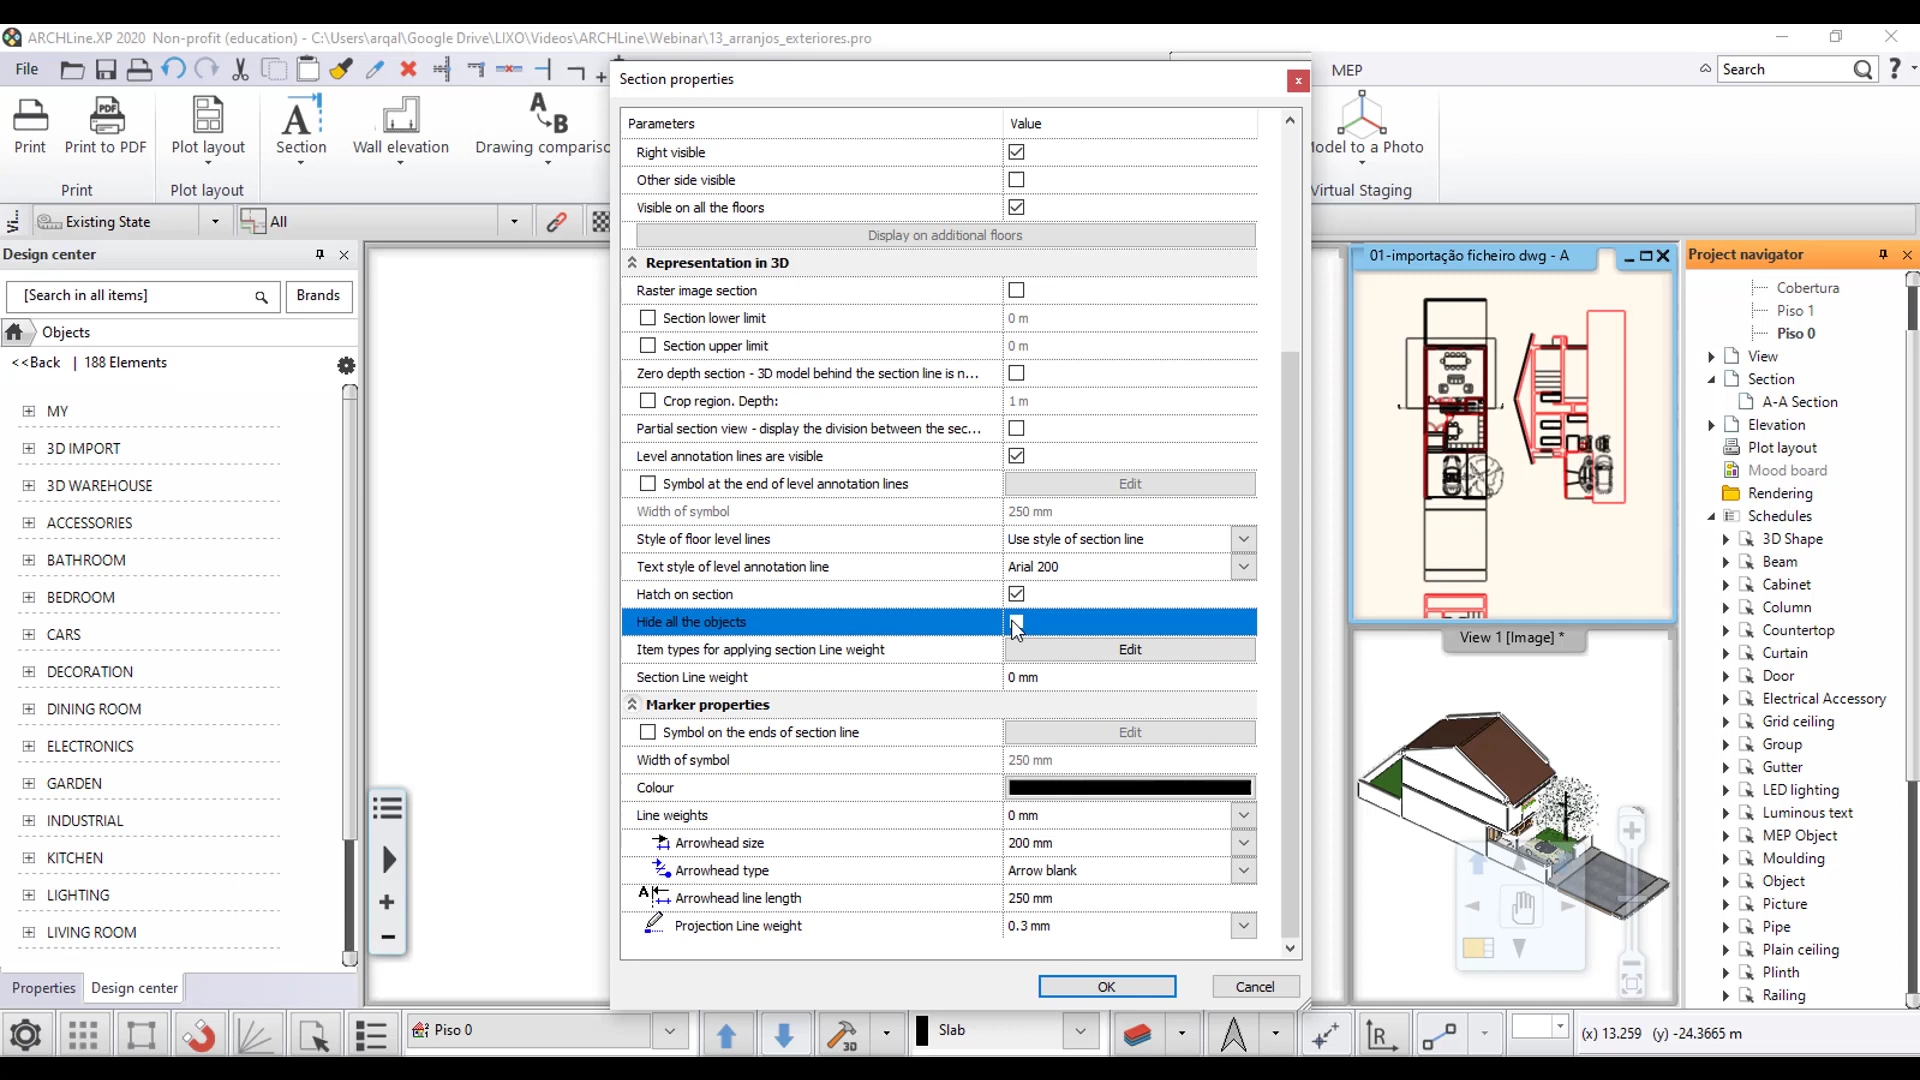 ARCHLine.XP 2020 Non-profit (education) - C:\Users\arqal\Google Drive\LIXO\Videos\ARCHLine\Webinar\13_arranjos_exteriores.pro
File
MEP
Search
?
Section properties
Print
Print to PDF
Plot layout
Section
Wall elevation
Drawing comparis
odel to a Photo
Print
Plot layout
Virtual Staging
Existing State
All
Design center
[Search in all items]
Brands
Objects
<<Back | 188 Elements
MY
3D IMPORT
3D WAREHOUSE
ACCESSORIES
BATHROOM
BEDROOM
CARS
DECORATION
DINING ROOM
ELECTRONICS
GARDEN
INDUSTRIAL
KITCHEN
LIGHTING
LIVING ROOM
Properties
Design center
Parameters Value
Right visible
Other side visible
Visible on all the floors
Display on additional floors
Representation in 3D
Raster image section
Section lower limit 0 m
Section upper limit 0 m
Zero depth section - 3D model behind the section line is n...
Crop region. Depth: 1 m
Partial section view - display the division between the sec...
Level annotation lines are visible
Symbol at the end of level annotation lines Edit
Width of symbol 250 mm
Style of floor level lines Use style of section line
Text style of level annotation line Arial 200
Hatch on section
Hide all the objects
Item types for applying section Line weight Edit
Section Line weight 0 mm
Marker properties
Symbol on the ends of section line Edit
Width of symbol 250 mm
Colour
Line weights 0 mm
Arrowhead size 200 mm
Arrowhead type Arrow blank
Arrowhead line length 250 mm
Projection Line weight 0.3 mm
OK
Cancel
01-importação ficheiro dwg - A
View 1 [Image] *
Project navigator
Cobertura
Piso 1
Piso 0
View
Section
A-A Section
Elevation
Plot layout
Mood board
Rendering
Schedules
3D Shape
Beam
Cabinet
Column
Countertop
Curtain
Door
Electrical Accessory
Grid ceiling
Group
Gutter
LED lighting
Luminous text
MEP Object
Moulding
Object
Picture
Pipe
Plain ceiling
Plinth
Railing
Piso 0
3D
Slab
(x) 13.259 (y) -24.3665 m